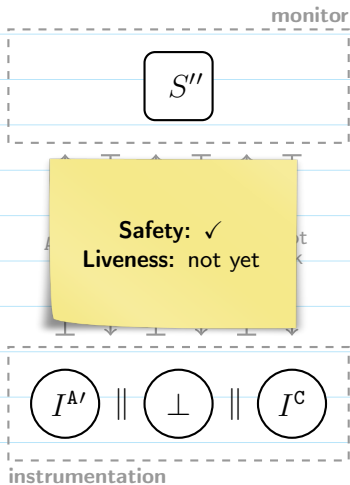 monitor
S′′
Safety: ✓
Liveness: not yet
I^A′ ∥ ⊥ ∥ I^C
instrumentation